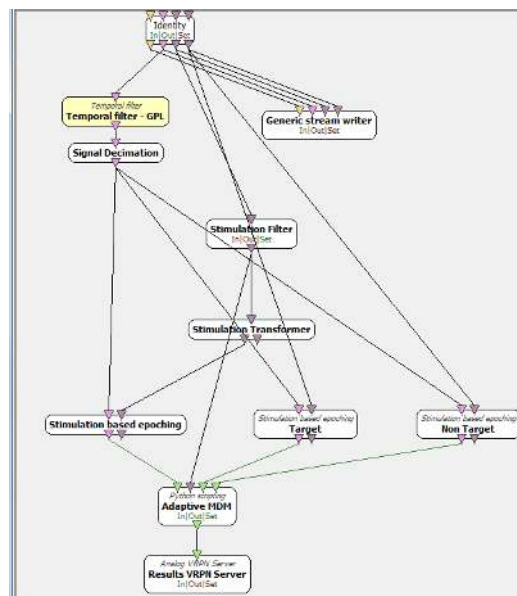 Identity
In|Out|Set
Temporal filter
Temporal filter - GPL
Generic stream writer
In|Out|Set
Signal Decimation
Stimulation Filter
In|Out|Set
Stimulation Transformer
Stimulation based epoching
Stimulation based epoching
Target
Stimulation based epoching
Non Target
Python scripting
Adaptive MDM
In|Out|Set
Analog VRPN Server
Results VRPN Server
In|Out|Set